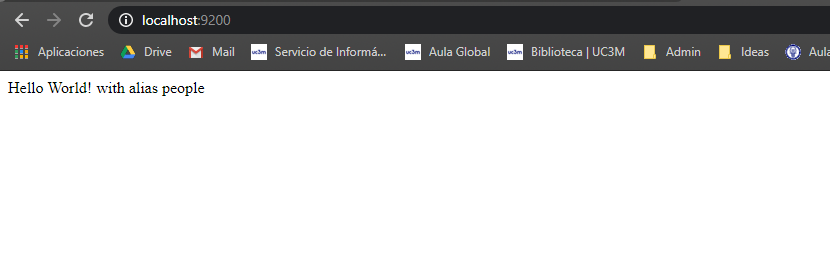 localhost:9200
Aplicaciones Drive Mail uc3m Servicio de Informá... uc3m Aula Global uc3m Biblioteca | UC3M Admin Ideas Aula
Hello World! with alias people